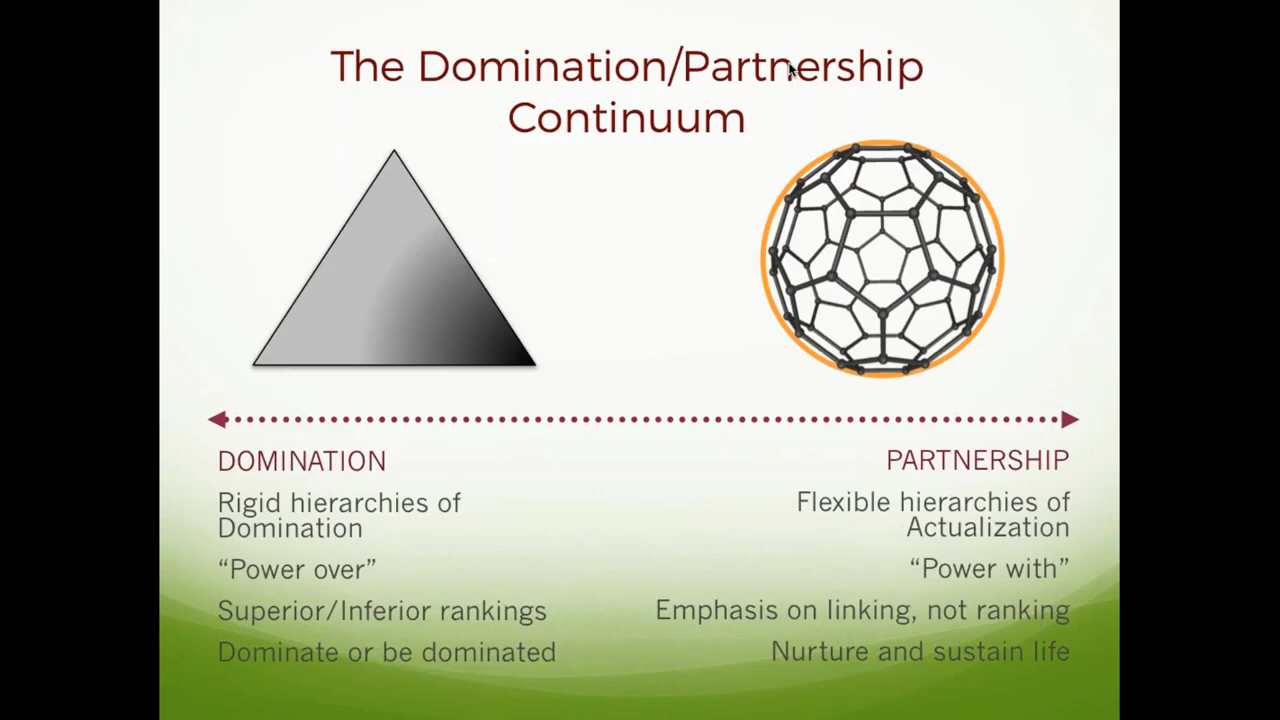 The Domination/Partnership
Continuum
DOMINATION
Rigid hierarchies of
Domination
“Power over”
Superior/Inferior rankings
Dominate or be dominated
PARTNERSHIP
Flexible hierarchies of
Actualization
“Power with”
Emphasis on linking, not ranking
Nurture and sustain life